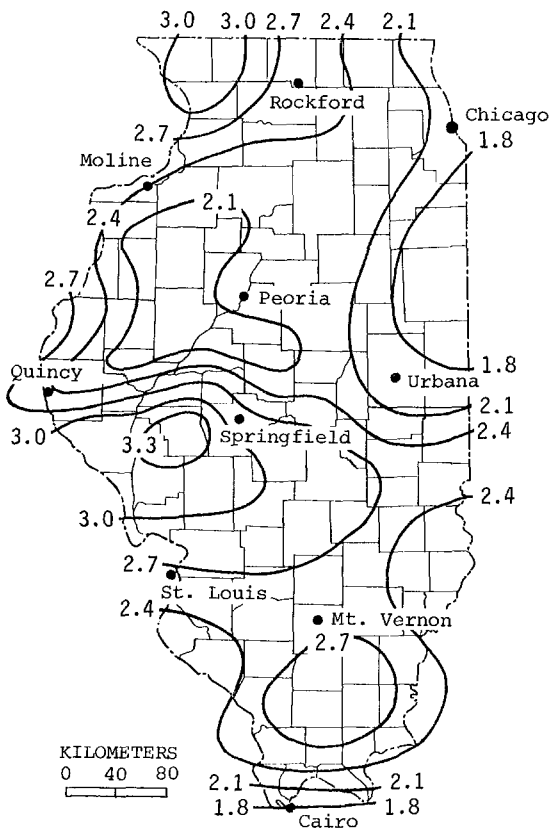 3.0 3.0 2.7 2.4 2.1
Rockford
Chicago
2.7
1.8
Moline
2.1
2.4
2.7
Peoria
1.8
Quincy
Urbana
2.1
3.0
3.3
Springfield
2.4
2.4
3.0
2.7
St. Louis
2.4
Mt. Vernon
2.7
KILOMETERS
0 40 80
2.1 2.1
1.8 1.8
Cairo